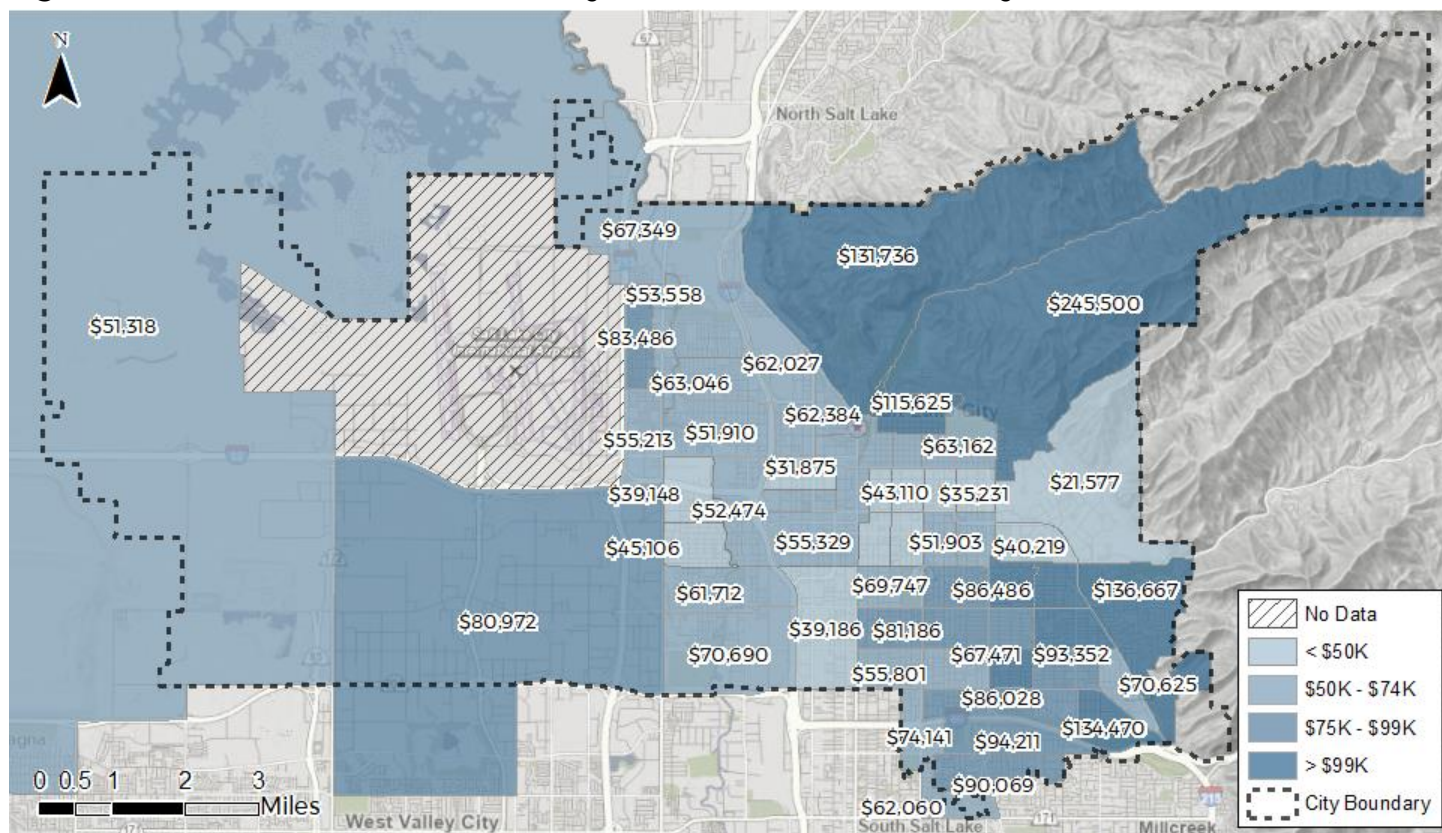 N
67
North Salt Lake
$67,349
$131,736
$53,558
$245,500
$51,318
$83,486
$62,027
$63,046
$115,625
$62,384
City
$55,213
$51,910
$63,162
$31,875
$21,577
$39,148
$43,110
$35,231
$52,474
$45,106
$55,329
$51,903
$40,219
$61,712
$69,747
$86,486
$136,667
$80,972
$39,186
$81,186
$70,690
$67,471
$93,352
$55,801
$70,625
$86,028
$134,470
$74,141
$94,211
$90,069
$62,060
No Data
< $50K
$50K - $74K
$75K - $99K
> $99K
City Boundary
agna
0 0.5 1 2 3
Miles
West Valley City
South Salt Lake
171
Millcreek
215